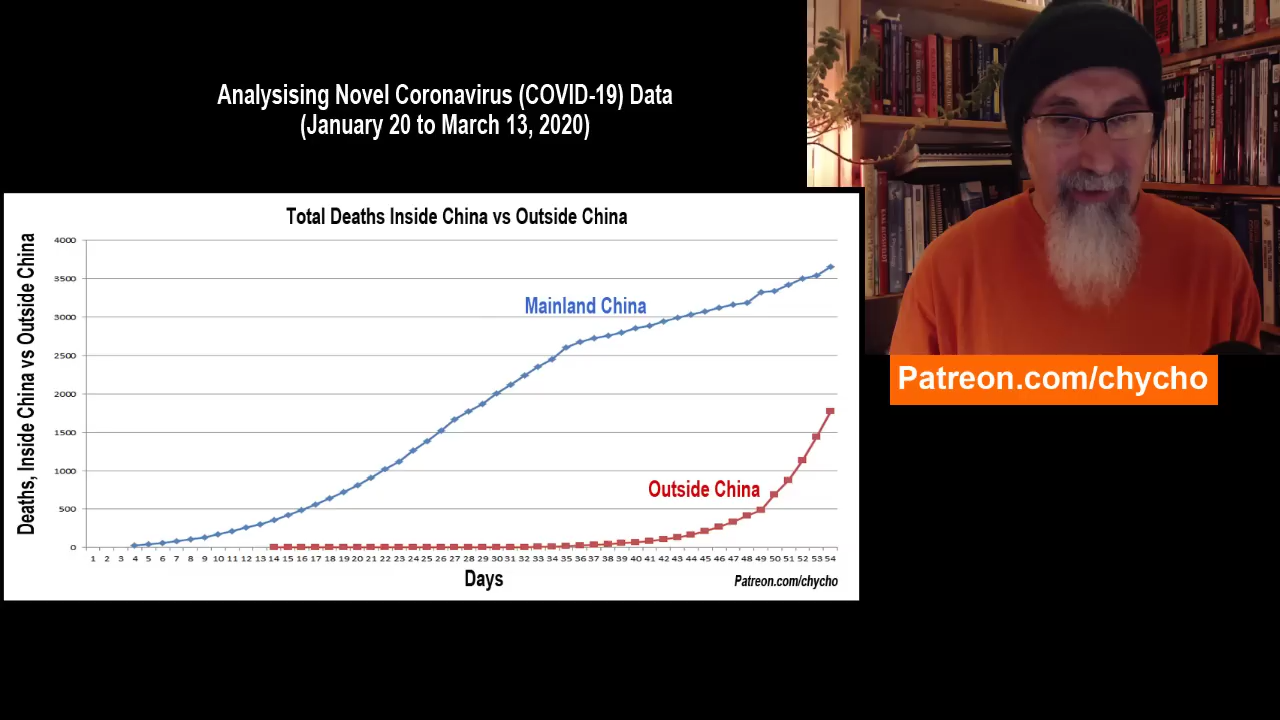 Analysising Novel Coronavirus (COVID-19) Data
(January 20 to March 13, 2020)
Total Deaths Inside China vs Outside China
Deaths, Inside China vs Outside China
4000
3500
3000
2500
2000
1500
1000
500
0
Mainland China
Outside China
1 2 3 4 5 6 7 8 9 10 11 12 13 14 15 16 17 18 19 20 21 22 23 24 25 26 27 28 29 30 31 32 33 34 35 36 37 38 39 40 41 42 43 44 45 46 47 48 49 50 51 52 53 54
Days
Patreon.com/chycho
Patreon.com/chycho